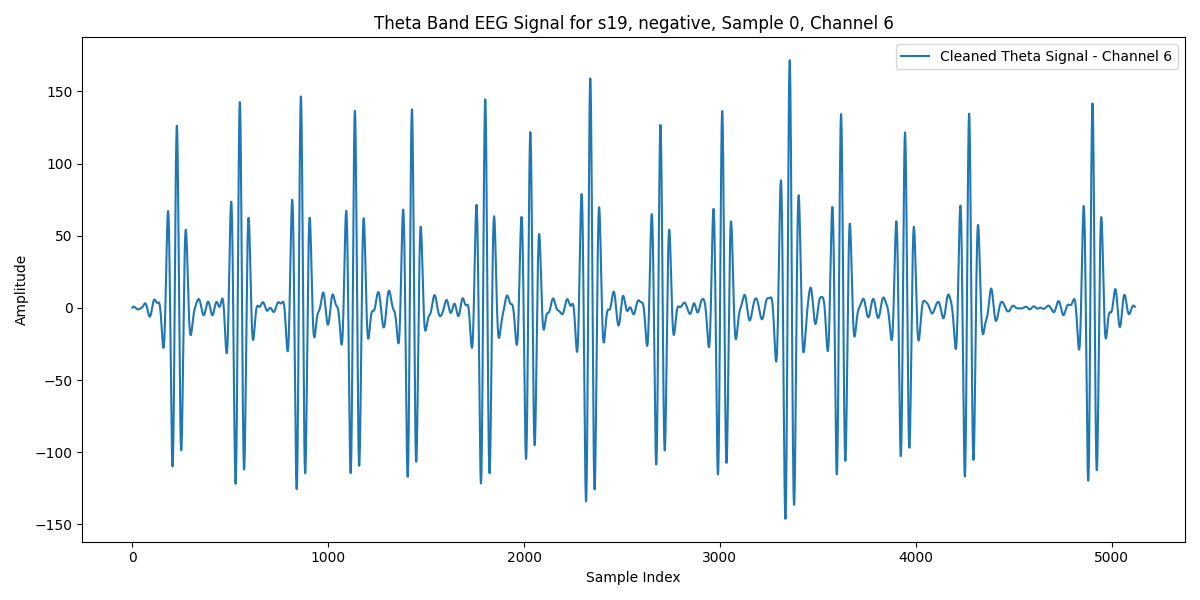 Theta Band EEG Signal for s19, negative, Sample 0, Channel 6
Cleaned Theta Signal - Channel 6
150
100
50
0
−50
−100
−150
Amplitude
0 1000 2000 3000 4000 5000
Sample Index